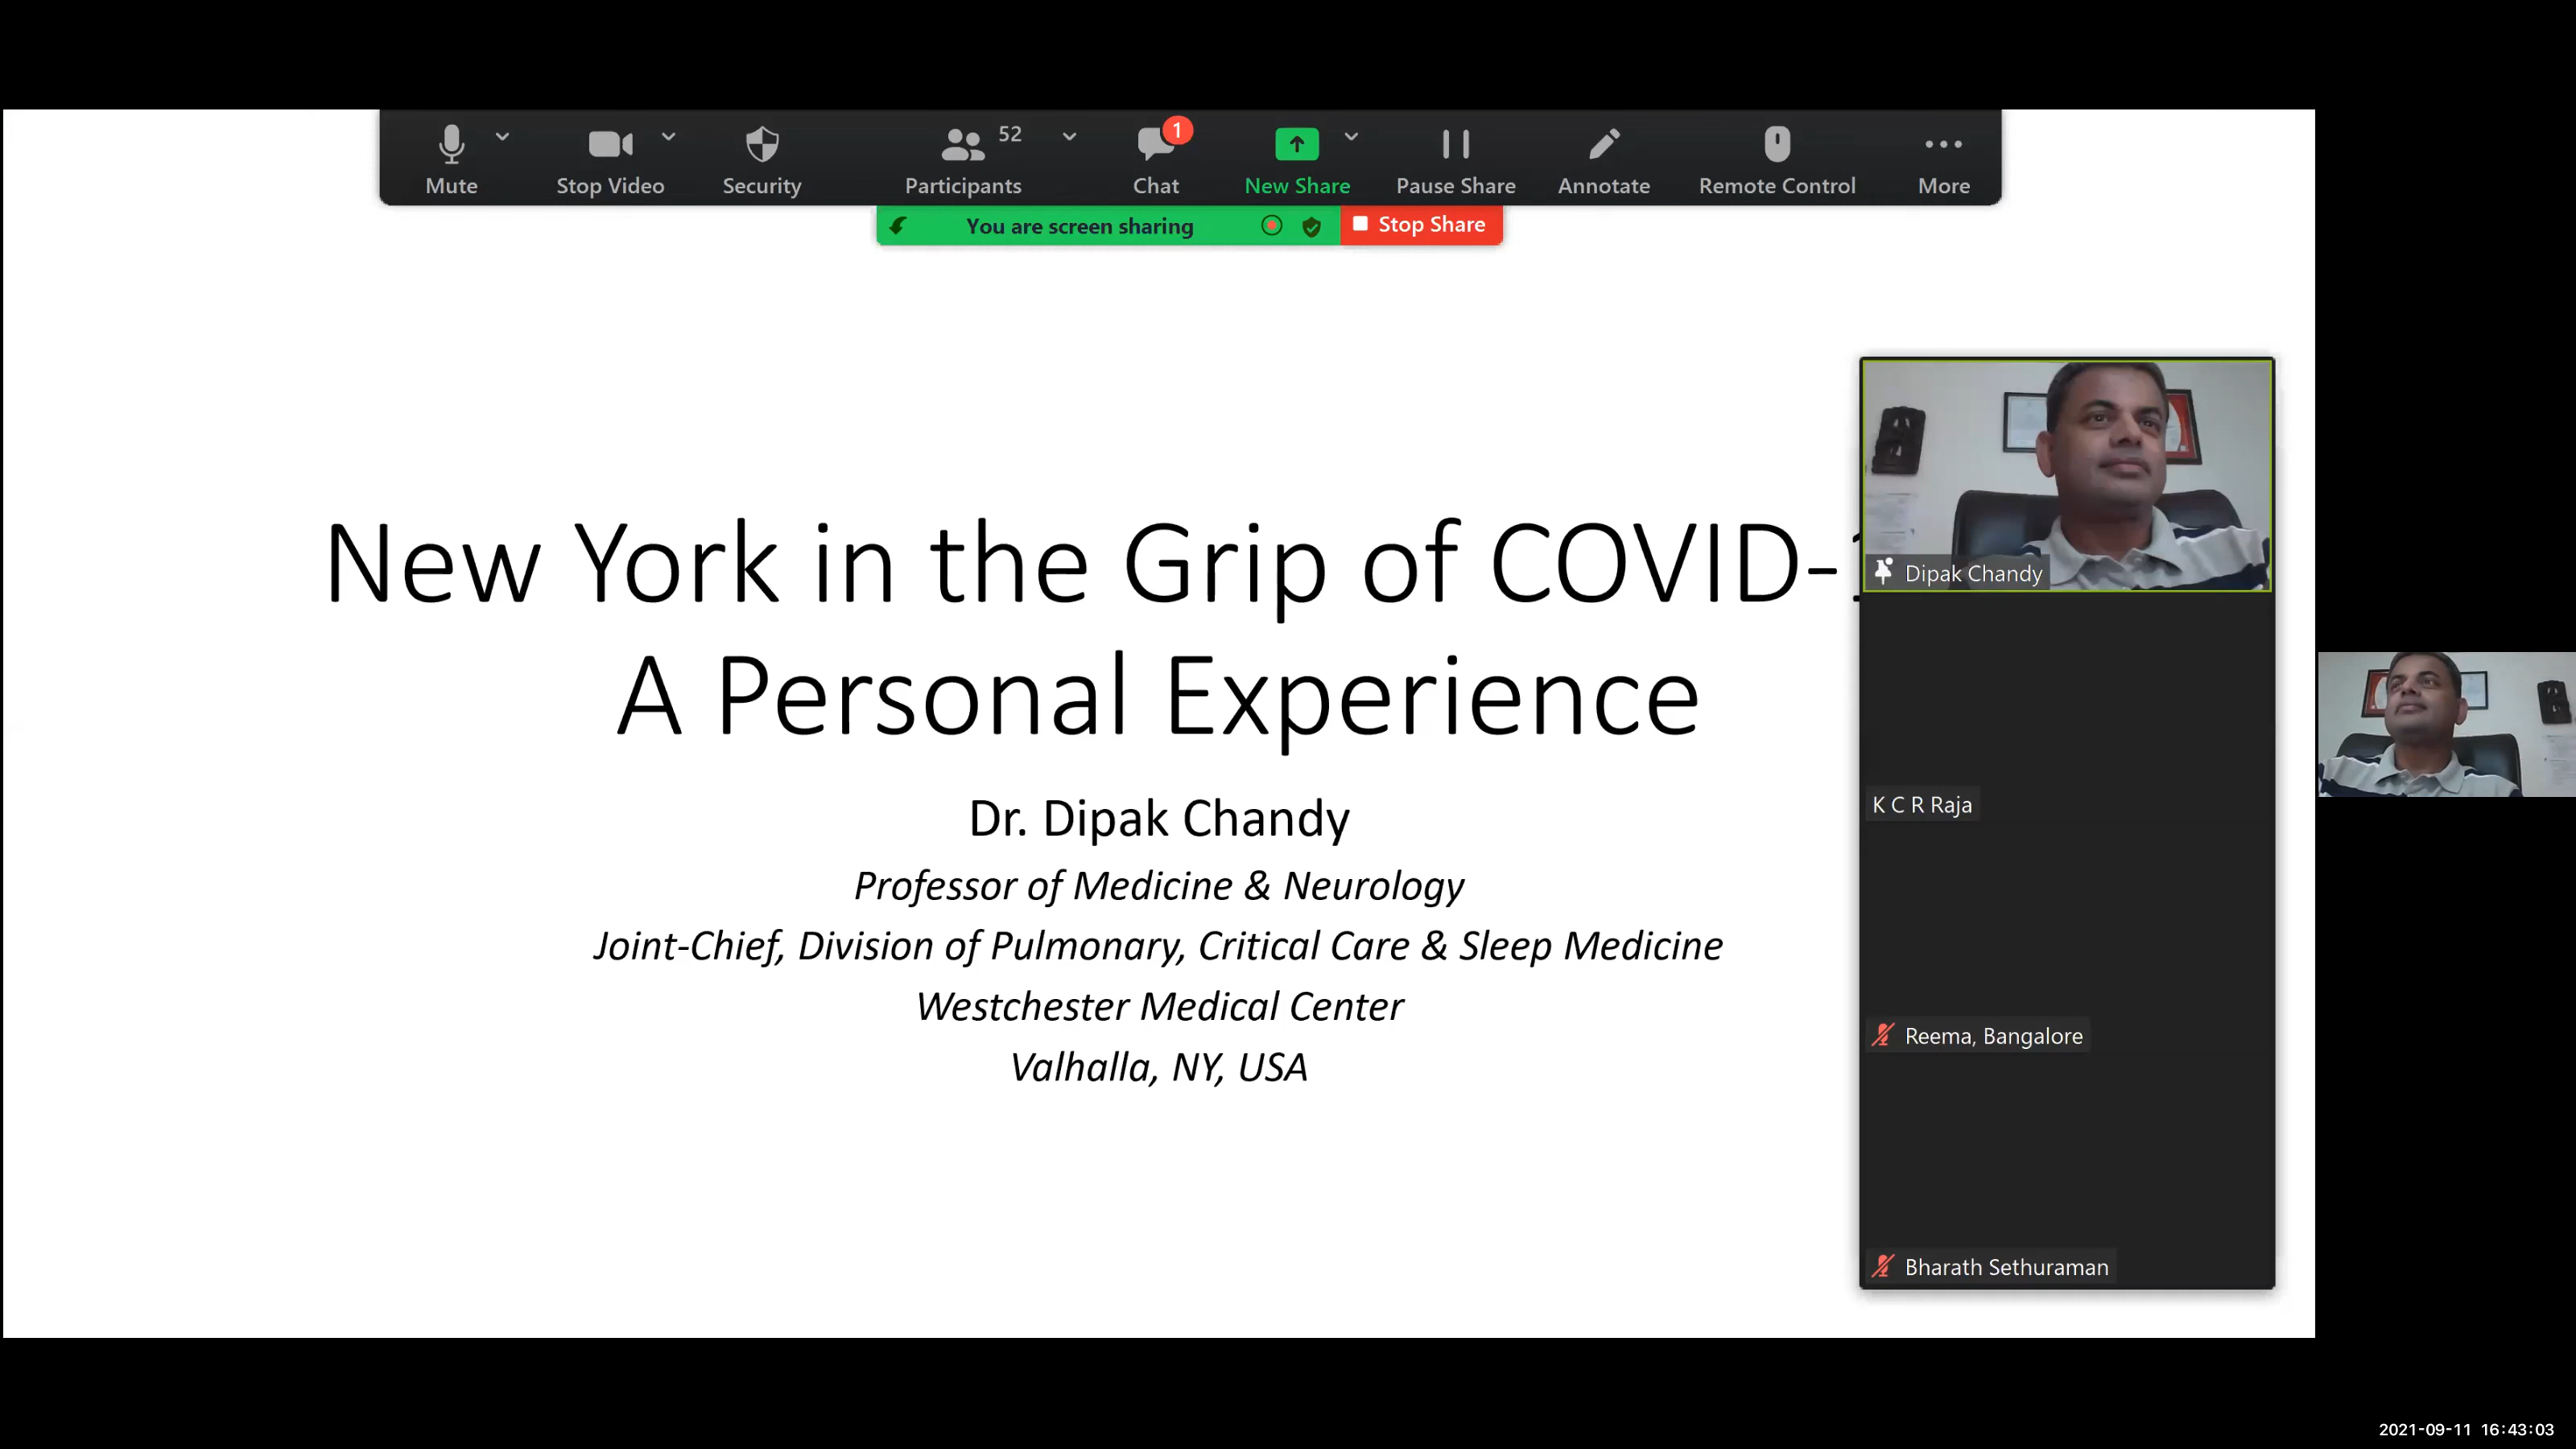 52
1
Mute
Stop Video
Security
Participants
Chat
New Share
Pause Share
Annotate
Remote Control
More
You are screen sharing
Stop Share
New York in the Grip of COVID-
A Personal Experience
Dr. Dipak Chandy
Professor of Medicine & Neurology
Joint-Chief, Division of Pulmonary, Critical Care & Sleep Medicine
Westchester Medical Center
Valhalla, NY, USA
Dipak Chandy
K C R Raja
Reema, Bangalore
Bharath Sethuraman
2021-09-11 16:43:03